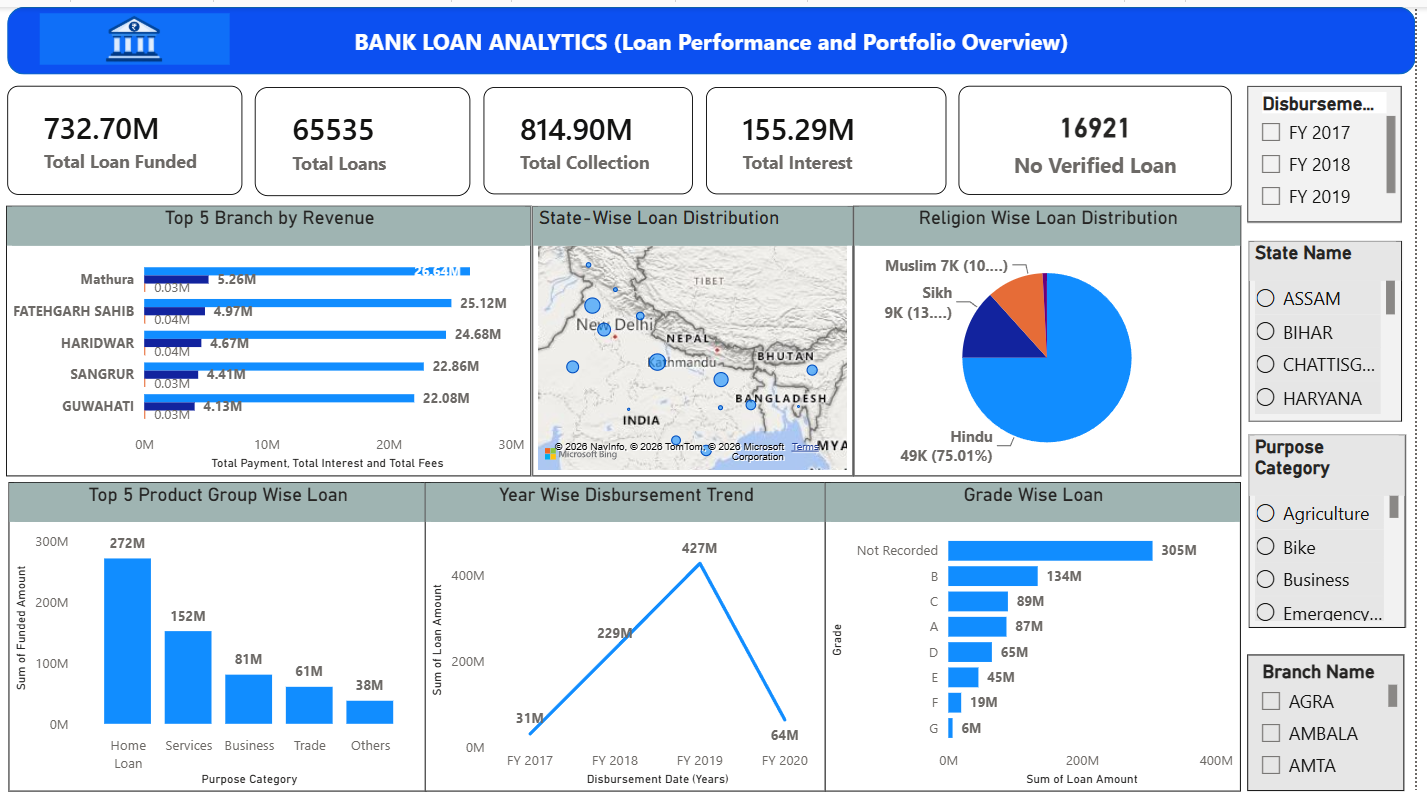 BANK LOAN ANALYTICS (Loan Performance and Portfolio Overview)
732.70M
Total Loan Funded
65535
Total Loans
814.90M
Total Collection
155.29M
Total Interest
16921
No Verified Loan
Disburseme...
FY 2017
FY 2018
FY 2019
Top 5 Branch by Revenue
Mathura
26.64M
5.26M
0.03M
FATEHGARH SAHIB
25.12M
4.97M
0.04M
HARIDWAR
24.68M
4.67M
0.04M
SANGRUR
22.86M
4.41M
0.03M
GUWAHATI
22.08M
4.13M
0.03M
0M 10M 20M 30M
Total Payment, Total Interest and Total Fees
State-Wise Loan Distribution
TIBET
New Delhi
NEPAL
Kathmandu
BHUTAN
BANGLADESH
INDIA
MYA
© 2026 NavInfo, © 2026 TomTom, © 2026 Microsoft Corporation Terms
Microsoft Bing
Religion Wise Loan Distribution
Muslim 7K (10....)
Sikh
9K (13....)
Hindu
49K (75.01%)
State Name
ASSAM
BIHAR
CHATTISG...
HARYANA
Top 5 Product Group Wise Loan
Sum of Funded Amount
300M
200M
100M
0M
272M
152M
81M
61M
38M
Home Loan
Services
Business
Trade
Others
Purpose Category
Year Wise Disbursement Trend
Sum of Loan Amount
400M
200M
0M
31M
229M
427M
64M
FY 2017 FY 2018 FY 2019 FY 2020
Disbursement Date (Years)
Grade Wise Loan
Grade
Not Recorded 305M
B 134M
C 89M
A 87M
D 65M
E 45M
F 19M
G 6M
0M 200M 400M
Sum of Loan Amount
Purpose
Category
Agriculture
Bike
Business
Emergency...
Branch Name
AGRA
AMBALA
AMTA